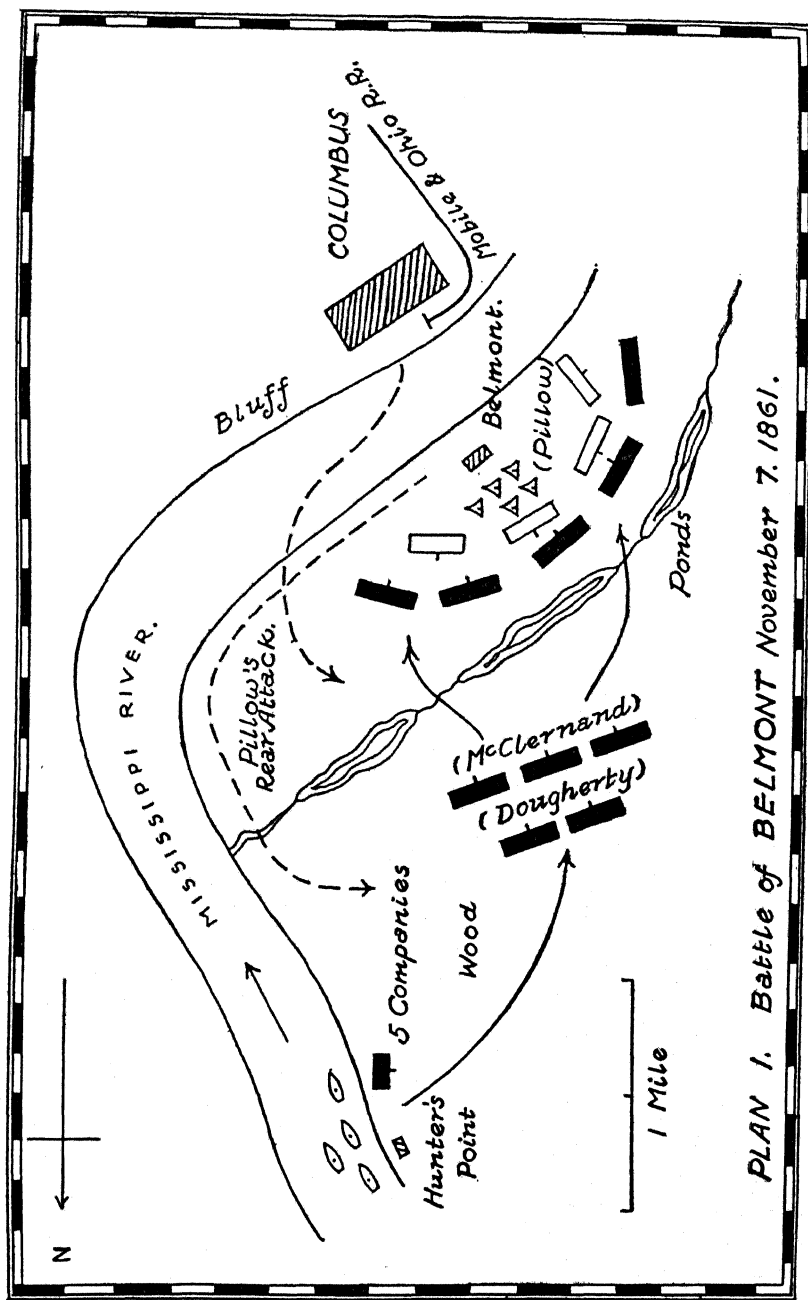 N
MISSISSIPPI RIVER.
Bluff
COLUMBUS
Mobile & Ohio R.R.
Belmont.
(Pillow)
Pillow's
Rear Attack.
(McClernand)
(Dougherty)
Ponds
5 Companies
Wood
Hunter's
Point
1 Mile
PLAN 1. Battle of BELMONT November 7. 1861.